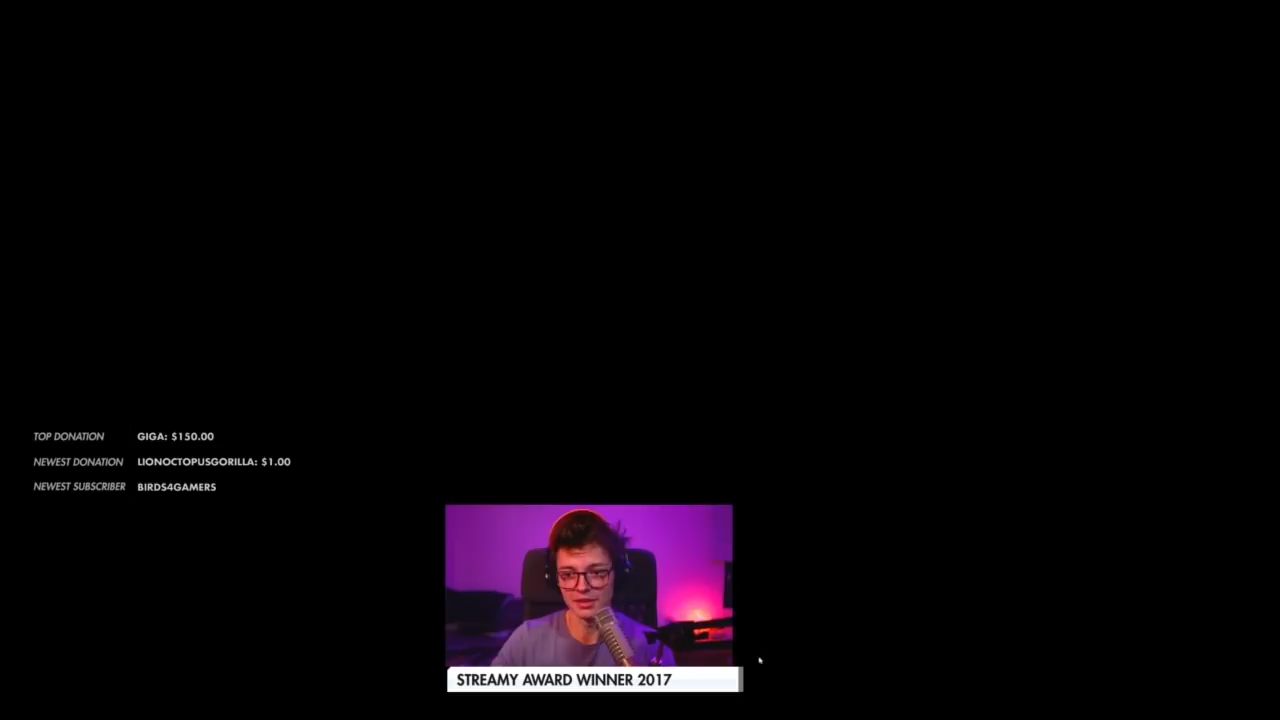 TOP DONATION GIGA: $150.00
NEWEST DONATION LIONOCTOPUSGORILLA: $1.00
NEWEST SUBSCRIBER BIRDS4GAMERS
STREAMY AWARD WINNER 2017